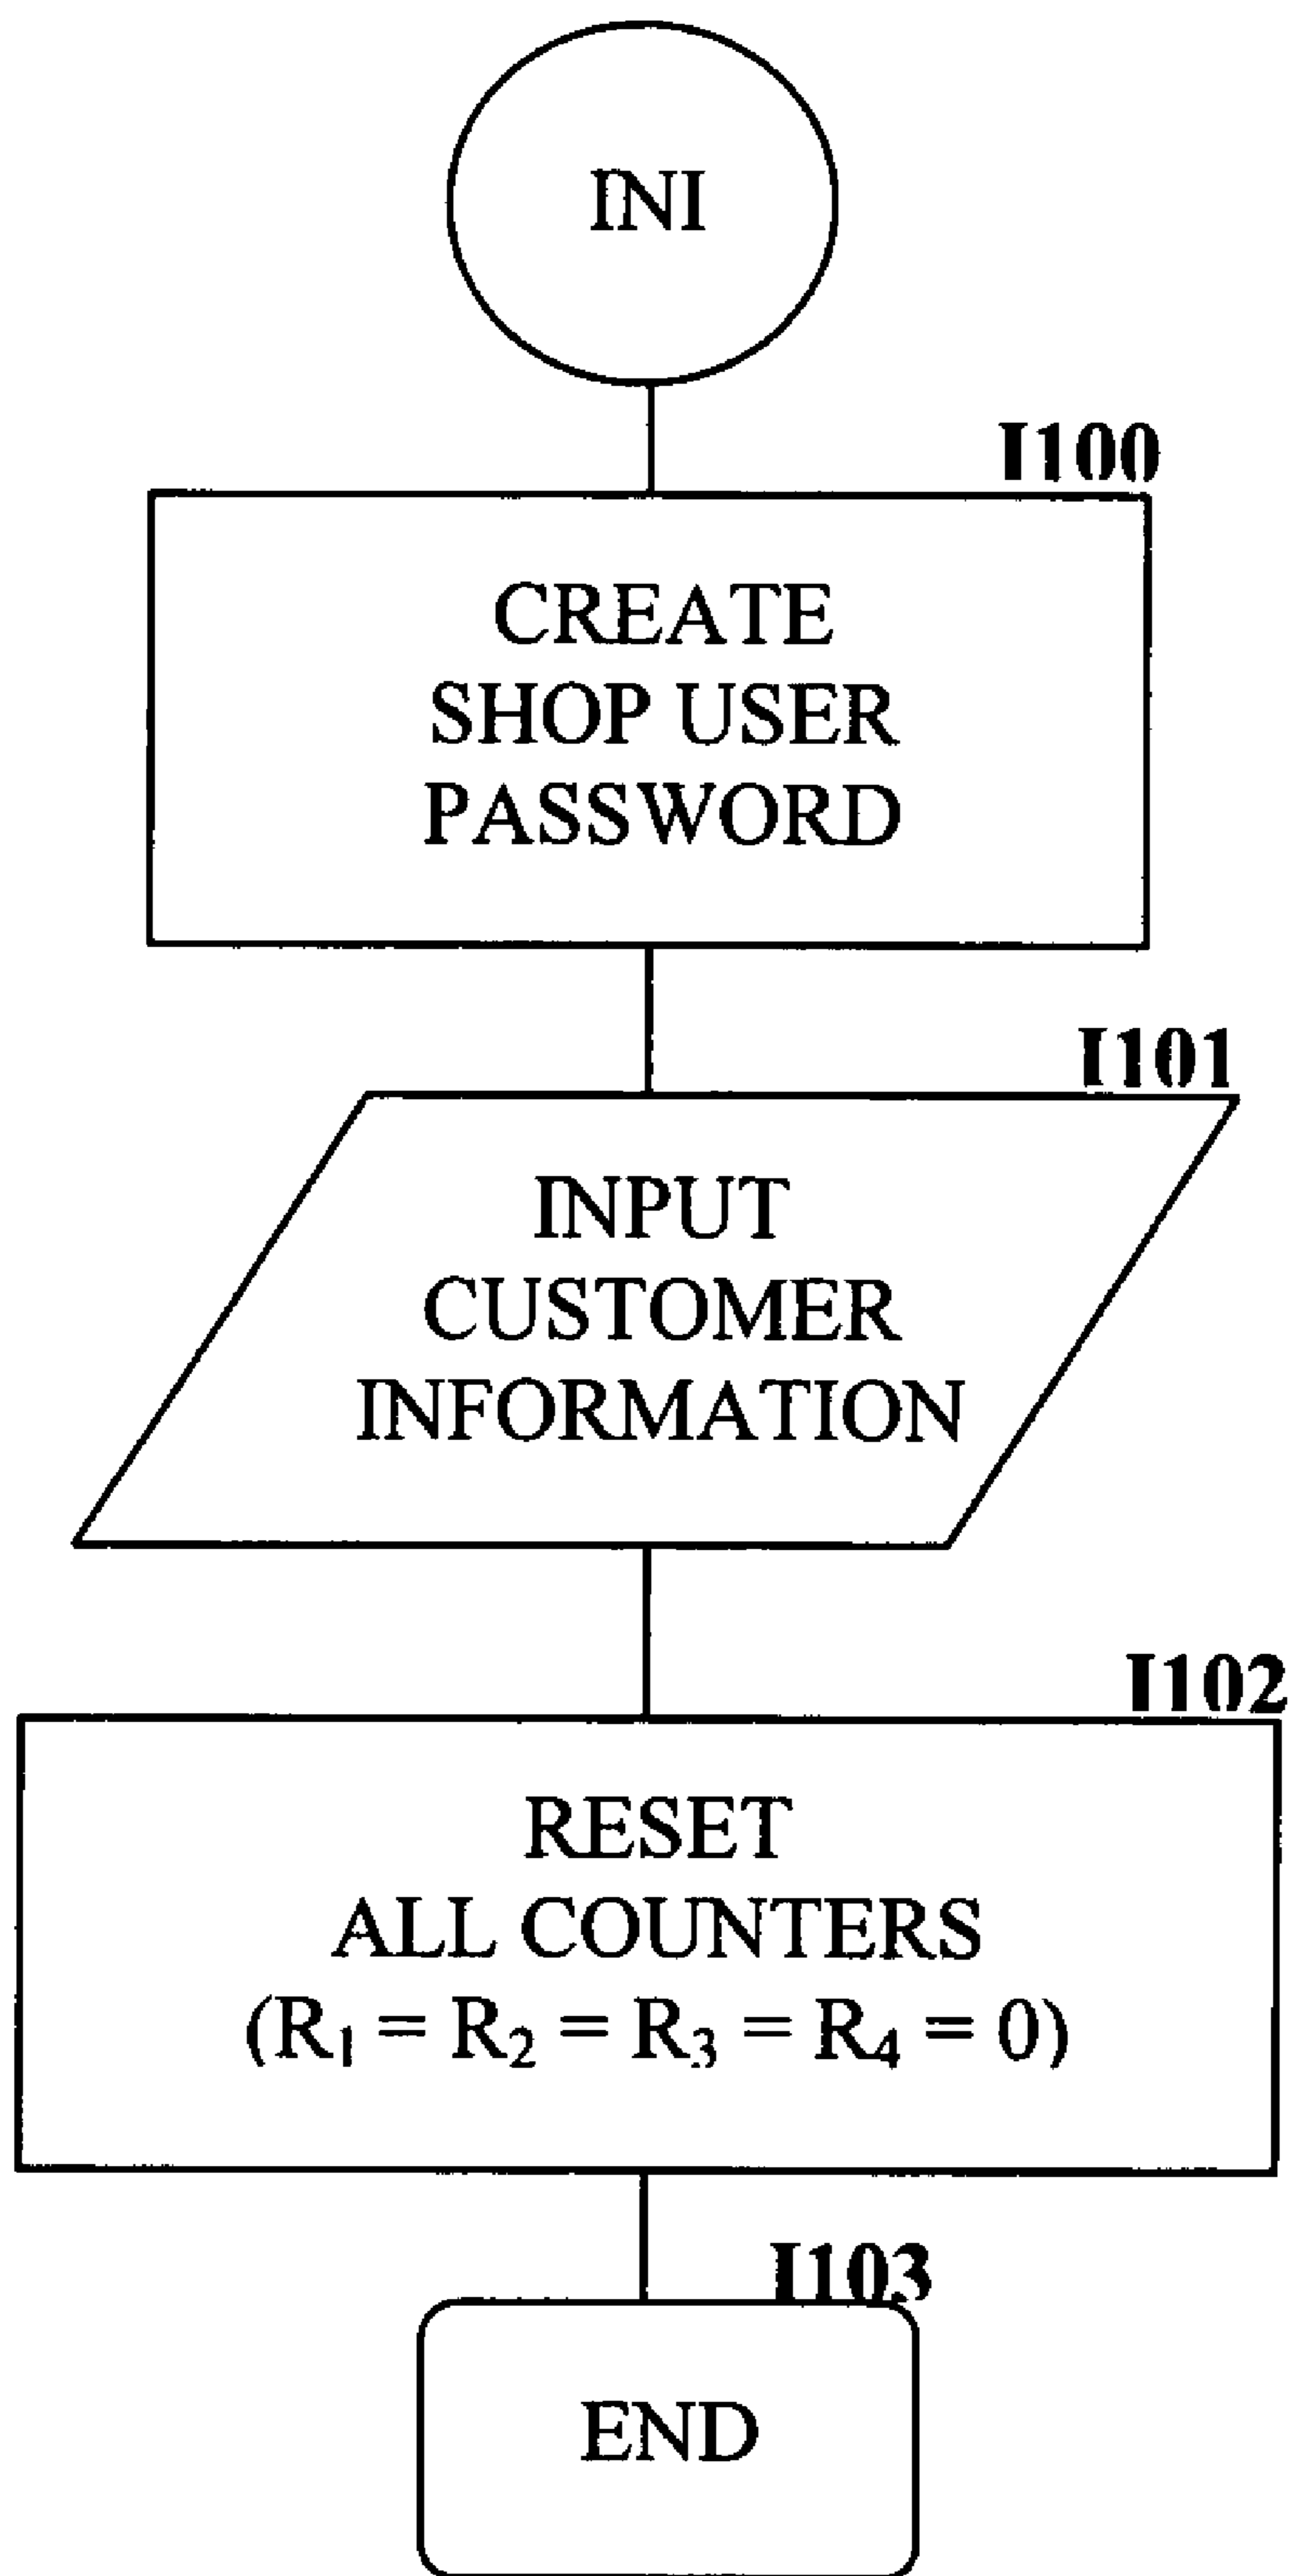 INI
I100
CREATE
SHOP USER
PASSWORD
I101
INPUT
CUSTOMER
INFORMATION
I102
RESET
ALL COUNTERS
(R₁ = R₂ = R₃ = R₄ = 0)
I103
END